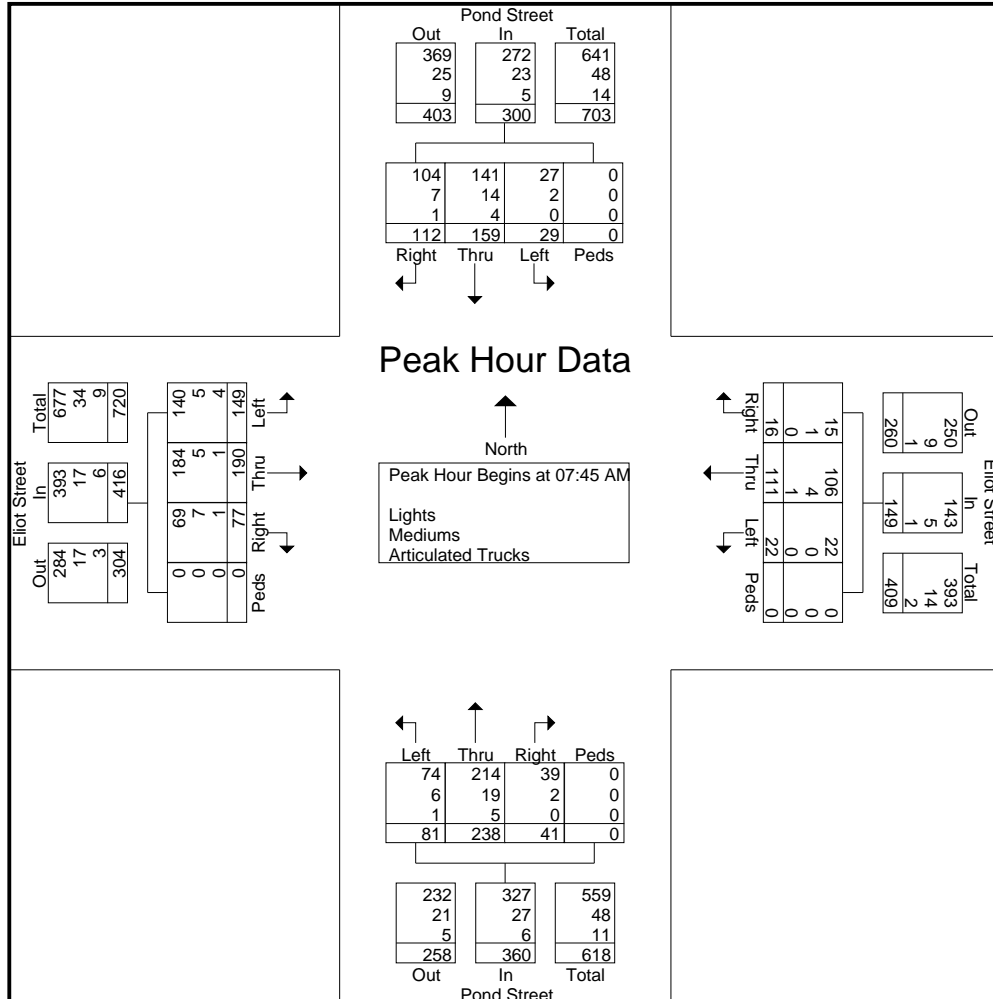 Pond Street
Out In Total
369 272 641
25 23 48
9 5 14
403 300 703
104 141 27 0
7 14 2 0
1 4 0 0
112 159 29 0
Right Thru Left Peds
Peak Hour Data
North
Peak Hour Begins at 07:45 AM
Lights
Mediums
Articulated Trucks
Eliot Street
Out In Total
284 393 677
17 17 34
3 6 9
304 416 720
Peds Right Thru Left
0 69 184 140
0 7 5 5
0 1 1 4
0 77 190 149
Eliot Street
Out In Total
250 143 393
9 5 14
1 1 2
260 149 409
Right Thru Left Peds
15 106 22 0
1 4 0 0
0 1 0 0
16 111 22 0
Left Thru Right Peds
74 214 39 0
6 19 2 0
1 5 0 0
81 238 41 0
232 327 559
21 27 48
5 6 11
258 360 618
Out In Total
Pond Street